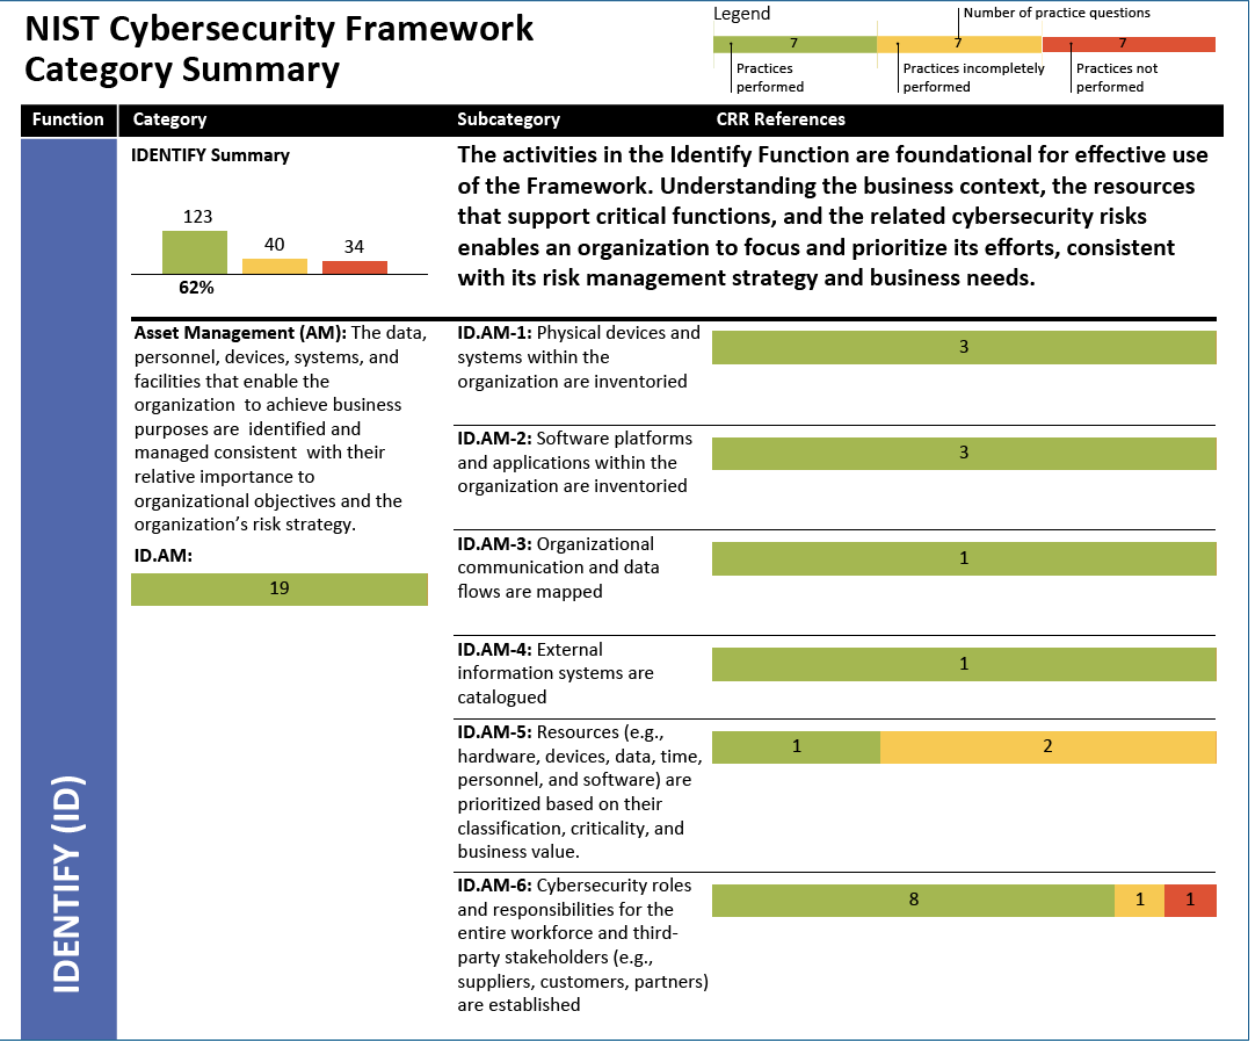 NIST Cybersecurity Framework
Category Summary
Legend
Number of practice questions
7
7
7
Practices
performed
Practices incompletely
performed
Practices not
performed
Function
Category
Subcategory
CRR References
IDENTIFY (ID)
IDENTIFY Summary
123
40
34
62%
The activities in the Identify Function are foundational for effective use
of the Framework. Understanding the business context, the resources
that support critical functions, and the related cybersecurity risks
enables an organization to focus and prioritize its efforts, consistent
with its risk management strategy and business needs.
Asset Management (AM): The data,
personnel, devices, systems, and
facilities that enable the
organization to achieve business
purposes are identified and
managed consistent with their
relative importance to
organizational objectives and the
organization’s risk strategy.
ID.AM:
19
ID.AM-1: Physical devices and
systems within the
organization are inventoried
3
ID.AM-2: Software platforms
and applications within the
organization are inventoried
3
ID.AM-3: Organizational
communication and data
flows are mapped
1
ID.AM-4: External
information systems are
catalogued
1
ID.AM-5: Resources (e.g.,
hardware, devices, data, time,
personnel, and software) are
prioritized based on their
classification, criticality, and
business value.
1
2
ID.AM-6: Cybersecurity roles
and responsibilities for the
entire workforce and third-
party stakeholders (e.g.,
suppliers, customers, partners)
are established
8
1
1